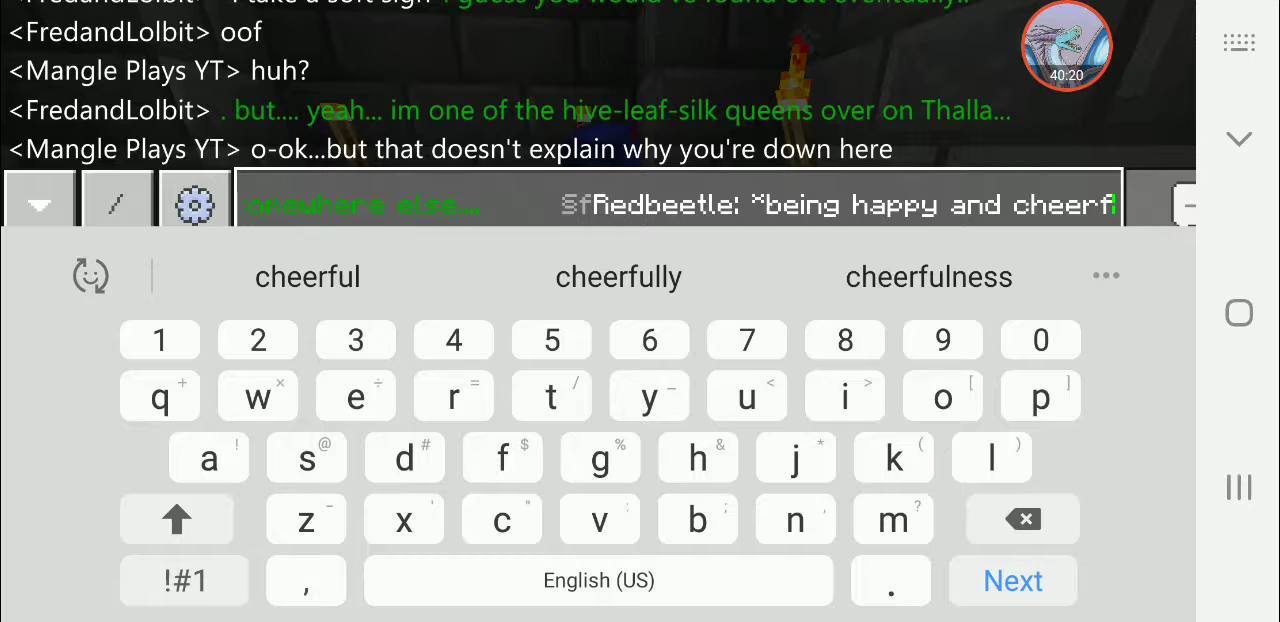 <FredandLolbit> oof
<Mangle Plays YT> huh?
<FredandLolbit> . but.... yeah... im one of the hive-leaf-silk queens over on Thalla...
<Mangle Plays YT> o-ok...but that doesn't explain why you're down here
40:20
/ somewhere else... §fRedbeetle: *being happy and cheerf
cheerful cheerfully cheerfulness
1 2 3 4 5 6 7 8 9 0
q + w × e ÷ r = t / y _ u < i > o [ p ]
a ! s @ d # f $ g % h & j * k ( l )
z - x ' c " v : b ; n , m ?
!#1 , English (US) . Next